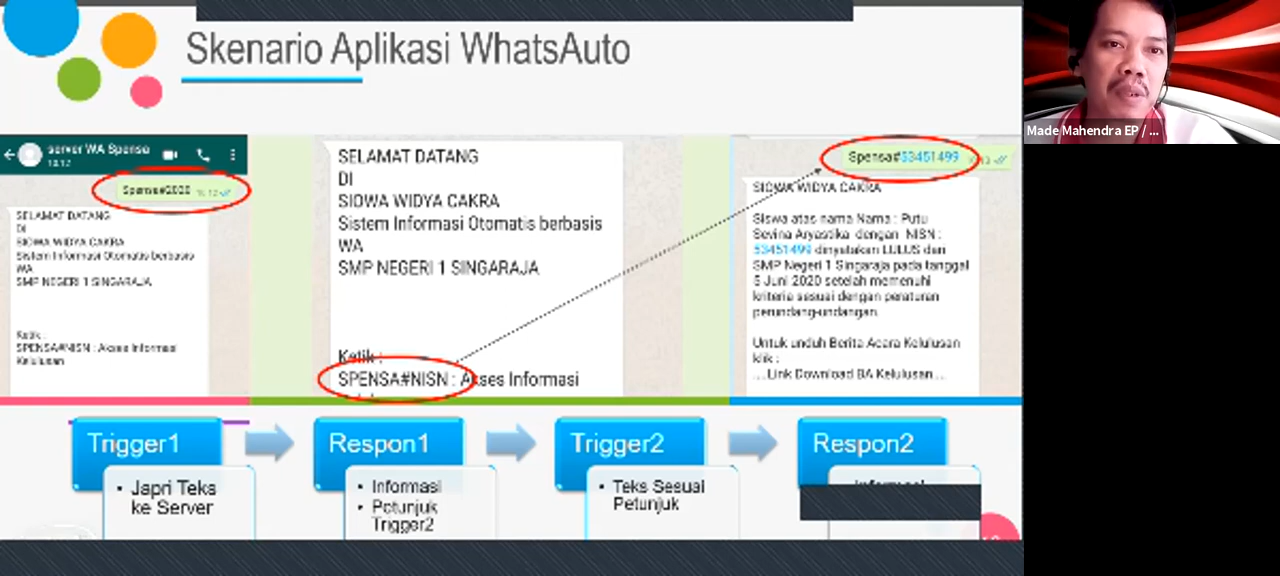 Skenario Aplikasi WhatsAuto
server WA Spensa
10:12
Spensa#2020 10:12
SELAMAT DATANG
DI
SIOWA WIDYA CAKRA
Sistem Informasi Otomatis berbasis
WA
SMP NEGERI 1 SINGARAJA
Ketik :
SPENSA#NISN : Akses Informasi
Kelulusan
SELAMAT DATANG
DI
SIOWA WIDYA CAKRA
Sistem Informasi Otomatis berbasis
WA
SMP NEGERI 1 SINGARAJA
Ketik :
SPENSA#NISN : Akses Informasi
Spensa#53451499
SIOWA WIDYA CAKRA
Siswa atas nama Nama : Putu
Sevina Aryastika dengan NISN :
53451499 dinyatakan LULUS dari
SMP Negeri 1 Singaraja pada tanggal
5 Juni 2020 setelah memenuhi
kriteria sesuai dengan peraturan
perundang-undangan.
Untuk unduh Berita Acara Kelulusan
klik :
....Link Download BA Kelulusan....
Trigger1
• Japri Teks
ke Server
Respon1
• Informasi
• Petunjuk
Trigger2
Trigger2
• Teks Sesuai
Petunjuk
Respon2
Made Mahendra EP / ...